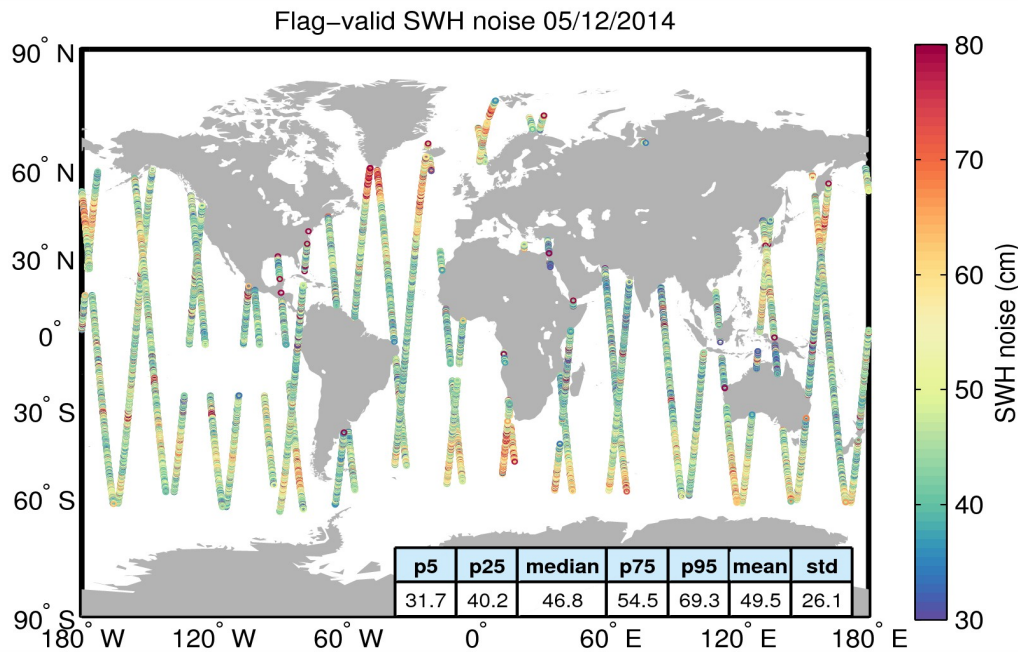 Flag−valid SWH noise 05/12/2014
90° N
60° N
30° N
0°
30° S
60° S
90° S
180° W
120° W
60° W
0°
60° E
120° E
180° E
80
70
60
50
40
30
SWH noise (cm)
p5 p25 median p75 p95 mean std
31.7 40.2 46.8 54.5 69.3 49.5 26.1